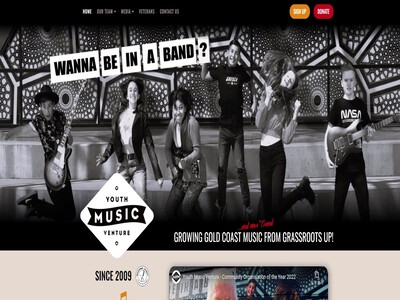 HOME OUR TEAM MEDIA VETERANS CONTACT US SIGN UP DONATE
WANNA BE IN A BAND?
NASA
YOUTH
MUSIC
VENTURE
GROWING GOLD COAST MUSIC FROM GRASSROOTS UP!
SINCE 2009
Youth Music Venture - Community Organisation of the Year 2022